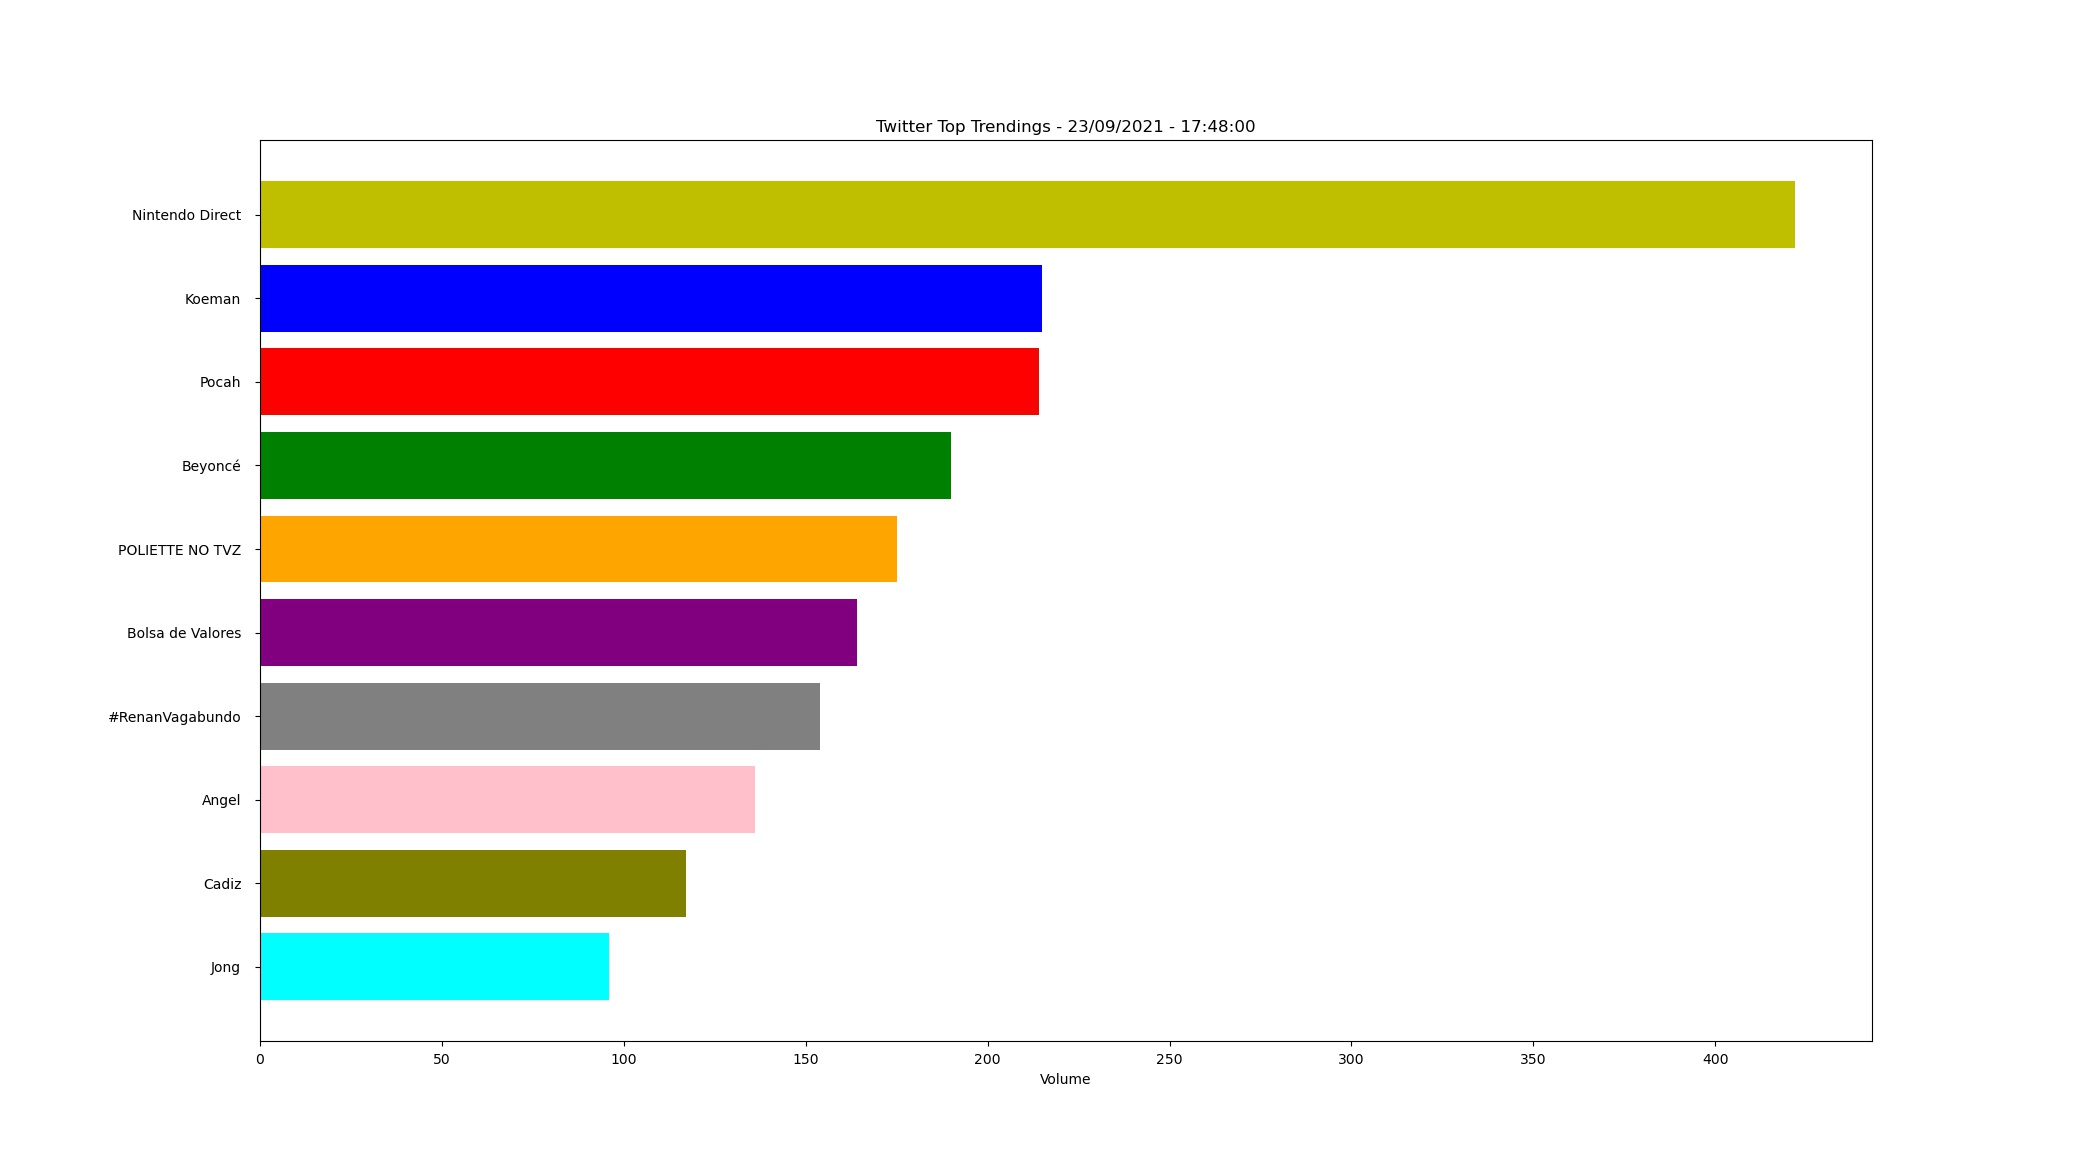 Twitter Top Trendings - 23/09/2021 - 17:48:00
Nintendo Direct
Koeman
Pocah
Beyoncé
POLIETTE NO TVZ
Bolsa de Valores
#RenanVagabundo
Angel
Cadiz
Jong
0 50 100 150 200 250 300 350 400
Volume